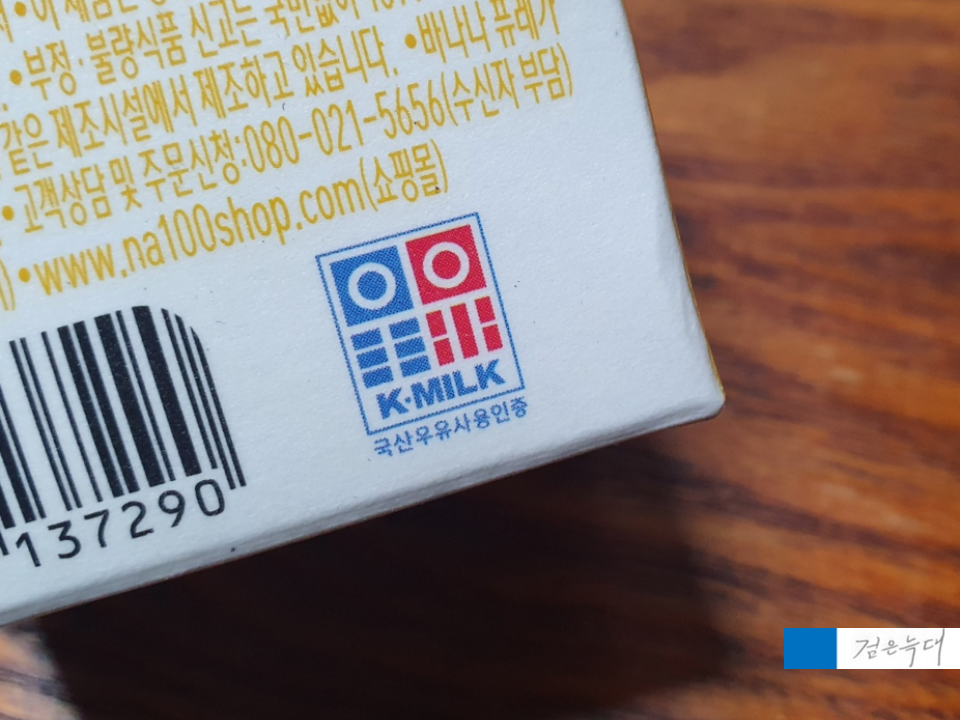 •부정·불량식품 신고는 국번없이
같은 제조시설에서 제조하고 있습니다. •바나나 퓨레가
•고객상담 및 주문신청:080-021-5656(수신자 부담)
•www.na100shop.com(쇼핑몰)
우유
K·MILK
국산우유사용인증
137290
검은늑대